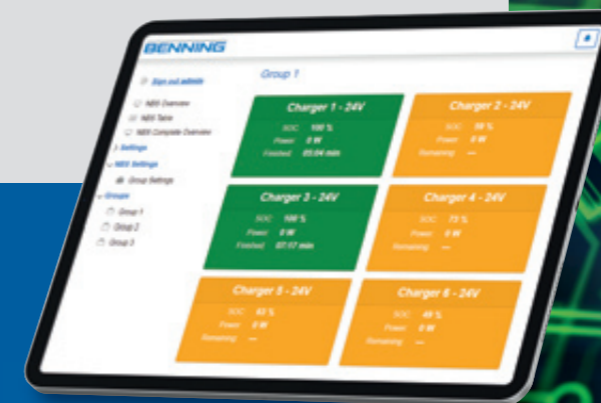 BENNING
Sign out admin
NBS Overview
NBS Table
NBS Complete Overview
Settings
NBS Settings
Group Settings
Groups
Group 1
Group 2
Group 3
Group 1
Charger 1 - 24V
SOC: 100 %
Power: 0 W
Finished: 05:04 min
Charger 2 - 24V
SOC:
Power: 0 W
Remaining: ---
Charger 3 - 24V
SOC: 100 %
Power: 0 W
Finished: 07:17 min
Charger 4 - 24V
SOC: 73 %
Power: 0 W
Remaining: ---
Charger 5 - 24V
SOC: 63 %
Power: 0 W
Remaining: ---
Charger 6 - 24V
SOC: 49 %
Power: 0 W
Remaining: ---